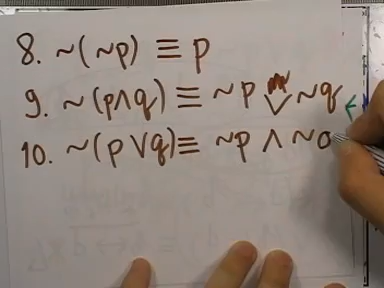 8. ~(~p) ≡ p
9. ~(p∧q) ≡ ~p ∨ ~q
10. ~(p∨q) ≡ ~p ∧ ~